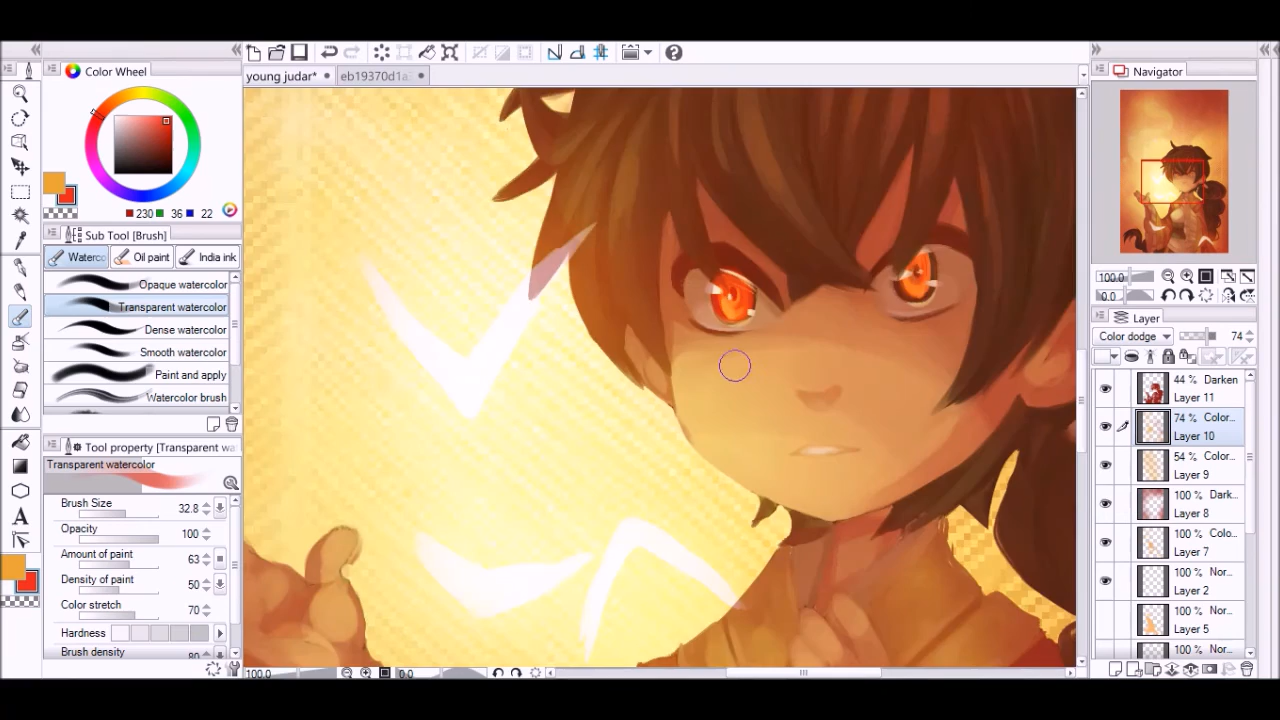 Color Wheel
230 36 22
Sub Tool [Brush]
Waterco Oil paint India ink
Opaque watercolor
Transparent watercolor
Dense watercolor
Smooth watercolor
Paint and apply
Watercolor brush
Tool property [Transparent wa
Transparent watercolor
Brush Size 32.8
Opacity 100
Amount of paint 63
Density of paint 50
Color stretch 70
Hardness
Brush density 80
A
young judar* eb19370d1a
100.0 0.0
Navigator
100.0
0.0
Layer
Color dodge 74
44 % Darken
Layer 11
74 % Color...
Layer 10
54 % Color...
Layer 9
100 % Dark...
Layer 8
100 % Colo...
Layer 7
100 % Nor...
Layer 2
100 % Nor...
Layer 5
100 % Nor...